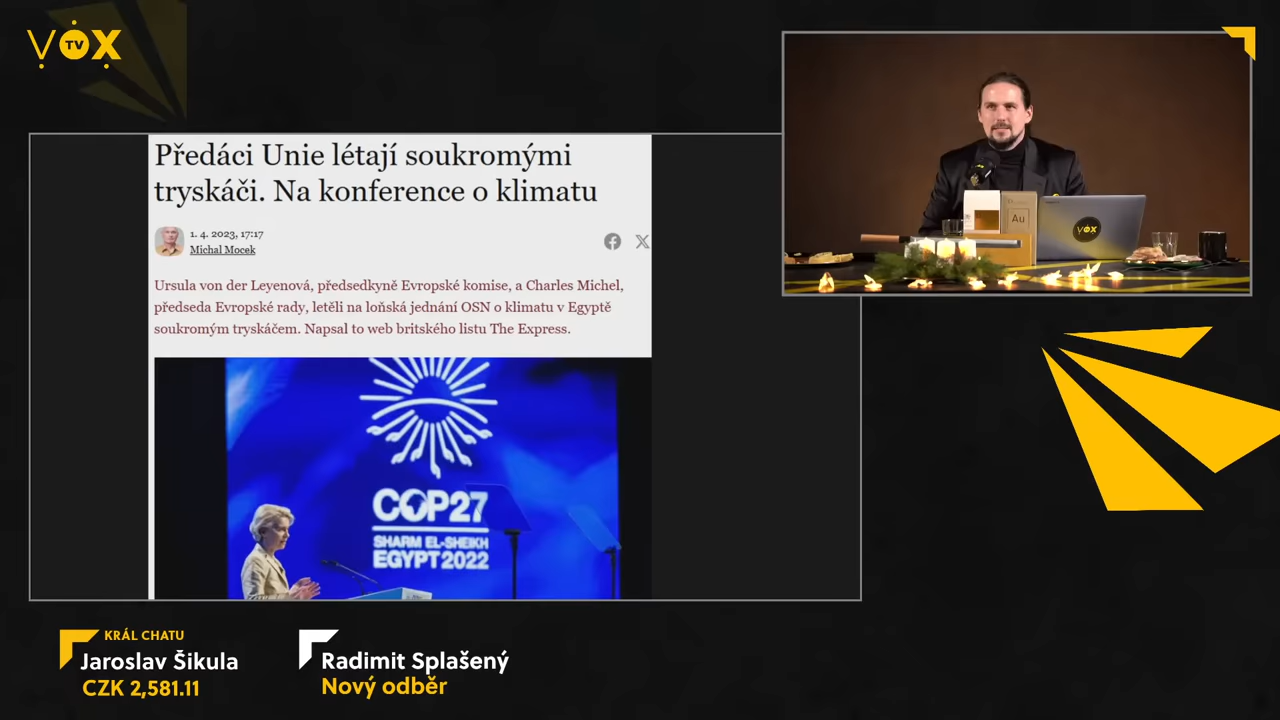 VOX
TV
Předáci Unie létají soukromými
tryskáči. Na konference o klimatu
1. 4. 2023, 17:17
Michal Mocek
Ursula von der Leyenová, předsedkyně Evropské komise, a Charles Michel,
předseda Evropské rady, letěli na loňská jednání OSN o klimatu v Egyptě
soukromým tryskáčem. Napsal to web britského listu The Express.
COP27
SHARM EL-SHEIKH
EGYPT 2022
Au
VOX
KRÁL CHATU
Jaroslav Šikula
CZK 2,581.11
Radimit Splašený
Nový odběr